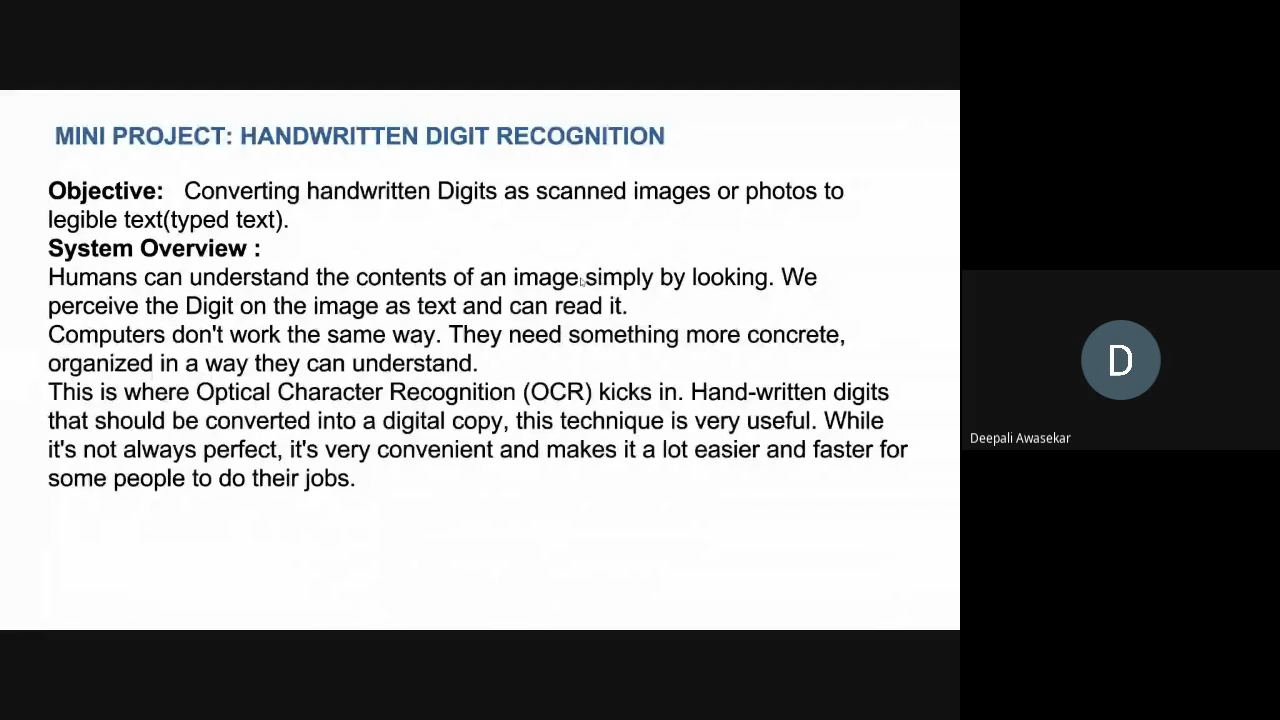 MINI PROJECT: HANDWRITTEN DIGIT RECOGNITION
Objective: Converting handwritten Digits as scanned images or photos to
legible text(typed text).
System Overview :
Humans can understand the contents of an image simply by looking. We
perceive the Digit on the image as text and can read it.
Computers don't work the same way. They need something more concrete,
organized in a way they can understand.
This is where Optical Character Recognition (OCR) kicks in. Hand-written digits
that should be converted into a digital copy, this technique is very useful. While
it's not always perfect, it's very convenient and makes it a lot easier and faster for
some people to do their jobs.
D
Deepali Awasekar